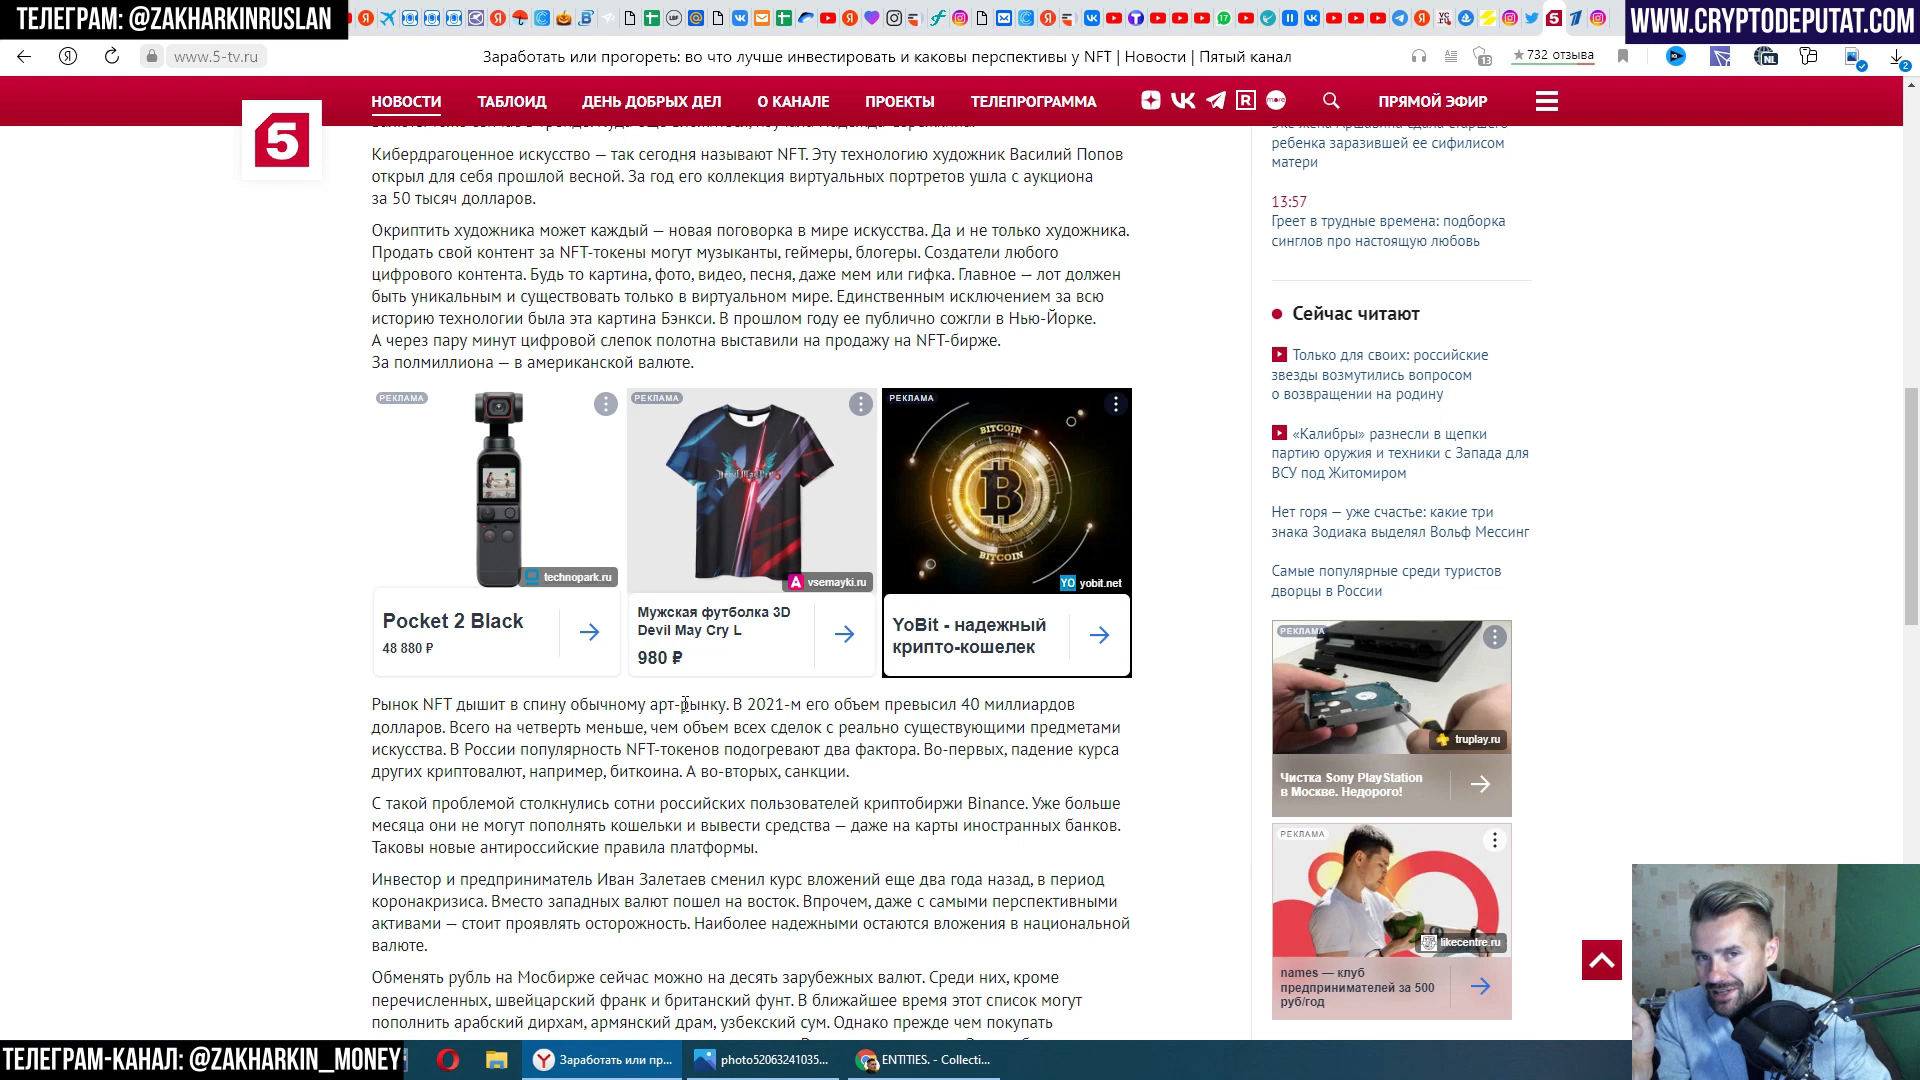 ТЕЛЕГРАМ: @ZAKHARKINRUSLAN
WWW.CRYPTODEPUTAT.COM
www.5-tv.ru
Заработать или прогореть: во что лучше инвестировать и каковы перспективы у NFT | Новости | Пятый канал
13
★732 отзыва
NL
2
5
НОВОСТИ
ТАБЛОИД
ДЕНЬ ДОБРЫХ ДЕЛ
О КАНАЛЕ
ПРОЕКТЫ
ТЕЛЕПРОГРАММА
ПРЯМОЙ ЭФИР
Кибердрагоценное искусство — так сегодня называют NFT. Эту технологию художник Василий Попов
открыл для себя прошлой весной. За год его коллекция виртуальных портретов ушла с аукциона
за 50 тысяч долларов.
Окриптить художника может каждый — новая поговорка в мире искусства. Да и не только художника.
Продать свой контент за NFT-токены могут музыканты, геймеры, блогеры. Создатели любого
цифрового контента. Будь то картина, фото, видео, песня, даже мем или гифка. Главное — лот должен
быть уникальным и существовать только в виртуальном мире. Единственным исключением за всю
историю технологии была эта картина Бэнкси. В прошлом году ее публично сожгли в Нью-Йорке.
А через пару минут цифровой слепок полотна выставили на продажу на NFT-бирже.
За полмиллиона — в американской валюте.
РЕКЛАМА
technopark.ru
Pocket 2 Black
48 880 ₽
РЕКЛАМА
Devil May Cry
vsemayki.ru
Мужская футболка 3D
Devil May Cry L
980 ₽
РЕКЛАМА
BITCOIN
BITCOIN
YO yobit.net
YoBit - надежный
крипто-кошелек
Рынок NFT дышит в спину обычному арт-рынку. В 2021-м его объем превысил 40 миллиардов
долларов. Всего на четверть меньше, чем объем всех сделок с реально существующими предметами
искусства. В России популярность NFT-токенов подогревают два фактора. Во-первых, падение курса
других криптовалют, например, биткоина. А во-вторых, санкции.
С такой проблемой столкнулись сотни российских пользователей криптобиржи Binance. Уже больше
месяца они не могут пополнять кошельки и вывести средства — даже на карты иностранных банков.
Таковы новые антироссийские правила платформы.
Инвестор и предприниматель Иван Залетаев сменил курс вложений еще два года назад, в период
коронакризиса. Вместо западных валют пошел на восток. Впрочем, даже с самыми перспективными
активами — стоит проявлять осторожность. Наиболее надежными остаются вложения в национальной
валюте.
Обменять рубль на Мосбирже сейчас можно на десять зарубежных валют. Среди них, кроме
перечисленных, швейцарский франк и британский фунт. В ближайшее время этот список могут
пополнить арабский дирхам, армянский драм, узбекский сум. Однако прежде чем покупать
ребенка заразившей ее сифилисом
матери
13:57
Греет в трудные времена: подборка
синглов про настоящую любовь
Сейчас читают
Только для своих: российские
звезды возмутились вопросом
о возвращении на родину
«Калибры» разнесли в щепки
партию оружия и техники с Запада для
ВСУ под Житомиром
Нет горя — уже счастье: какие три
знака Зодиака выделял Вольф Мессинг
Самые популярные среди туристов
дворцы в России
РЕКЛАМА
truplay.ru
Чистка Sony PlayStation
в Москве. Недорого!
РЕКЛАМА
likecentre.ru
names — клуб
предпринимателей за 500
руб/год
ТЕЛЕГРАМ-КАНАЛ: @ZAKHARKIN_MONEY
Заработать или пр...
photo52063241035...
ENTITIES. - Collecti...